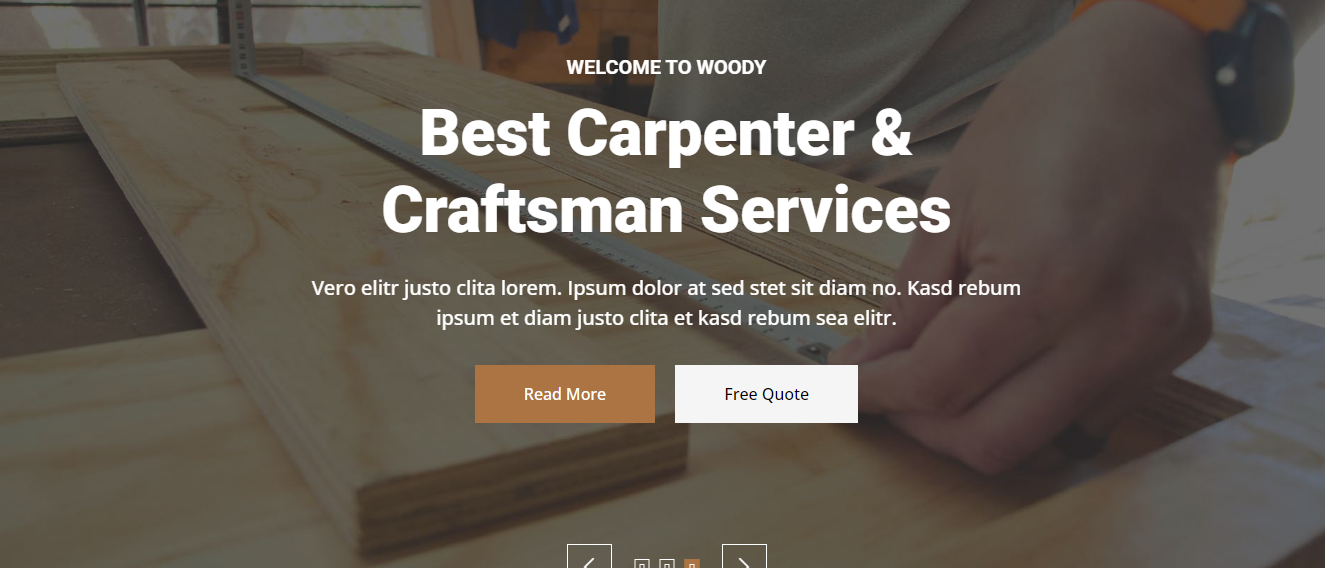 WELCOME TO WOODY
Best Carpenter &
Craftsman Services
Vero elitr justo clita lorem. Ipsum dolor at sed stet sit diam no. Kasd rebum
ipsum et diam justo clita et kasd rebum sea elitr.
Read More
Free Quote